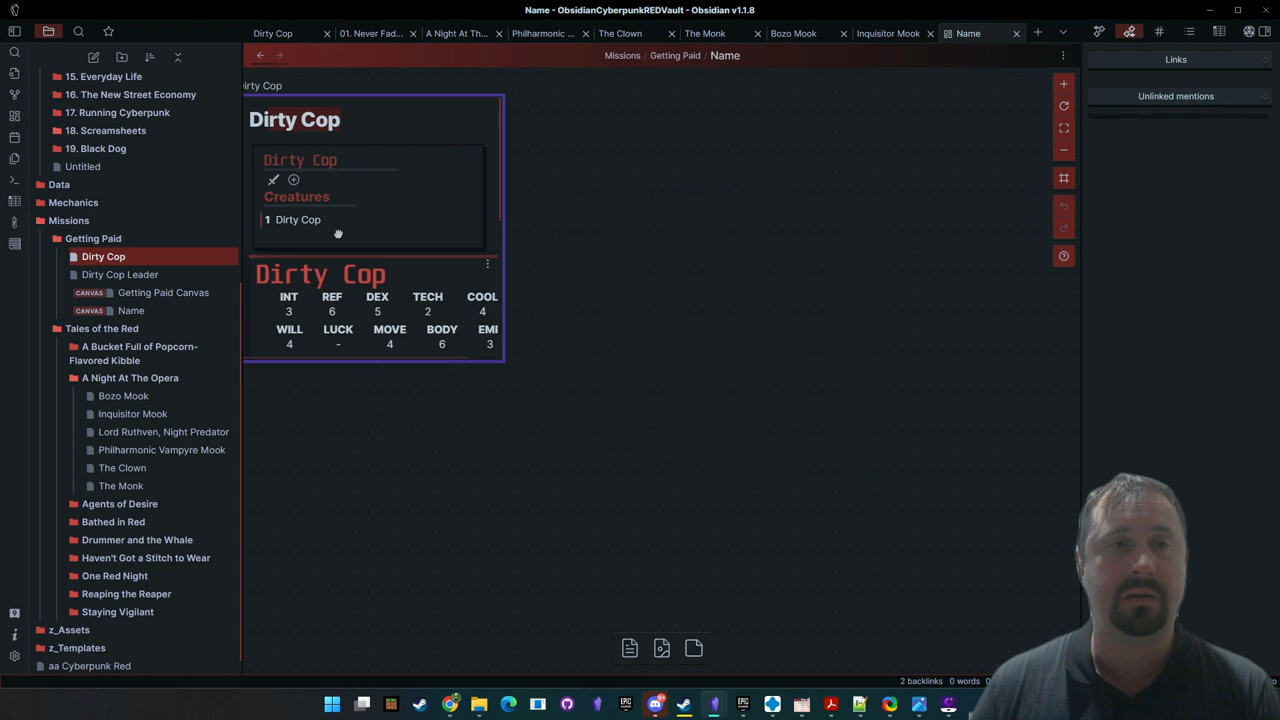 Name - ObsidianCyberpunkREDVault - Obsidian v1.1.8
Dirty Cop
01. Never Fad...
A Night At Th...
Philharmonic ...
The Clown
The Monk
Bozo Mook
Inquisitor Mook
Name
Missions / Getting Paid / Name
15. Everyday Life
16. The New Street Economy
17. Running Cyberpunk
18. Screamsheets
19. Black Dog
Untitled
Data
Mechanics
Missions
Getting Paid
Dirty Cop
Dirty Cop Leader
CANVAS Getting Paid Canvas
CANVAS Name
Tales of the Red
A Bucket Full of Popcorn-
Flavored Kibble
A Night At The Opera
Bozo Mook
Inquisitor Mook
Lord Ruthven, Night Predator
Philharmonic Vampyre Mook
The Clown
The Monk
Agents of Desire
Bathed in Red
Drummer and the Whale
Haven't Got a Stitch to Wear
One Red Night
Reaping the Reaper
Staying Vigilant
z_Assets
z_Templates
aa Cyberpunk Red
irty Cop
Dirty Cop
Dirty Cop
Creatures
1 Dirty Cop
Dirty Cop
INT REF DEX TECH COOL
3 6 5 2 4
WILL LUCK MOVE BODY EMP
4 - 4 6 3
Links
Unlinked mentions
2 backlinks 0 words